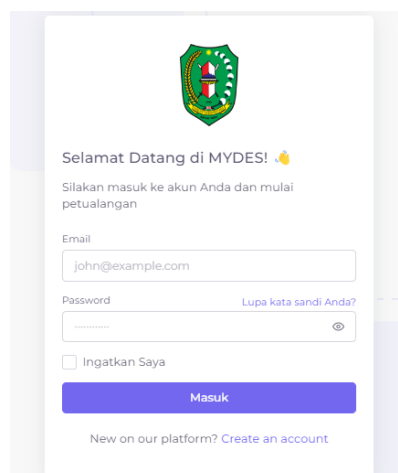 Selamat Datang di MYDES! 👋
Silakan masuk ke akun Anda dan mulai
petualangan
Email
john@example.com
Password
Lupa kata sandi Anda?
············
Ingatkan Saya
Masuk
New on our platform? Create an account